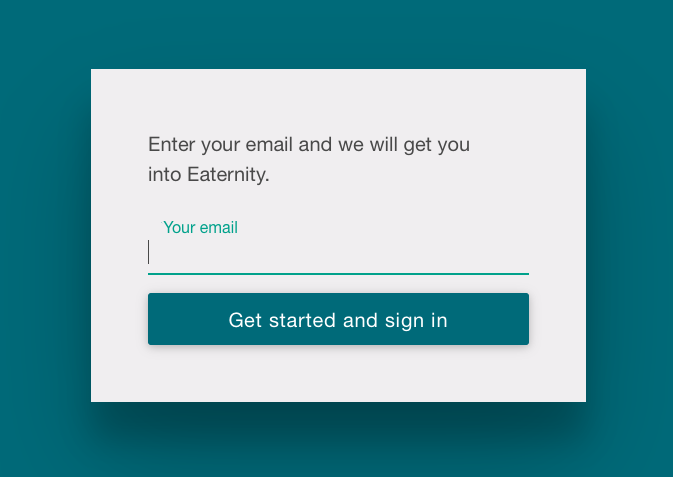 Enter your email and we will get you
into Eaternity.
Your email
Get started and sign in